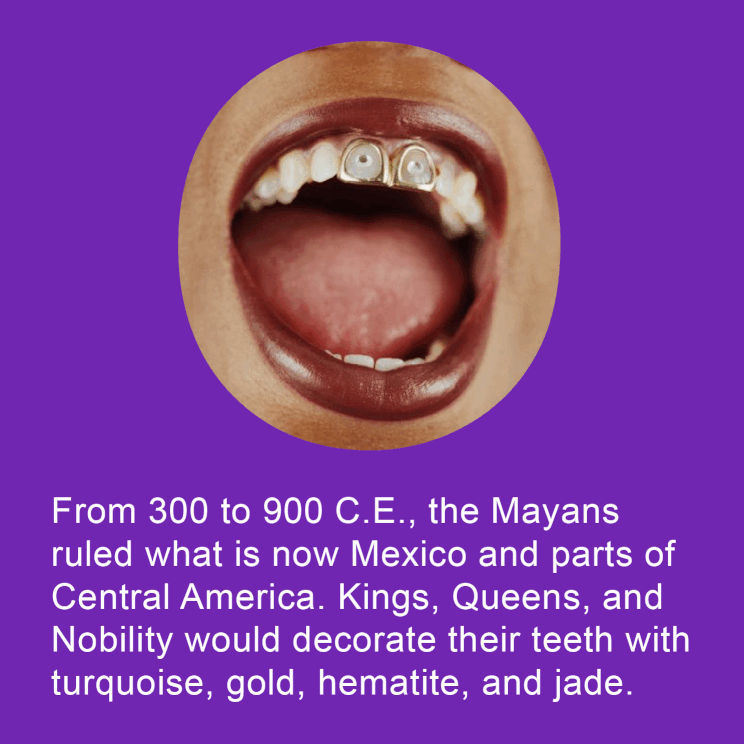 From 300 to 900 C.E., the Mayans
ruled what is now Mexico and parts of
Central America. Kings, Queens, and
Nobility would decorate their teeth with
turquoise, gold, hematite, and jade.